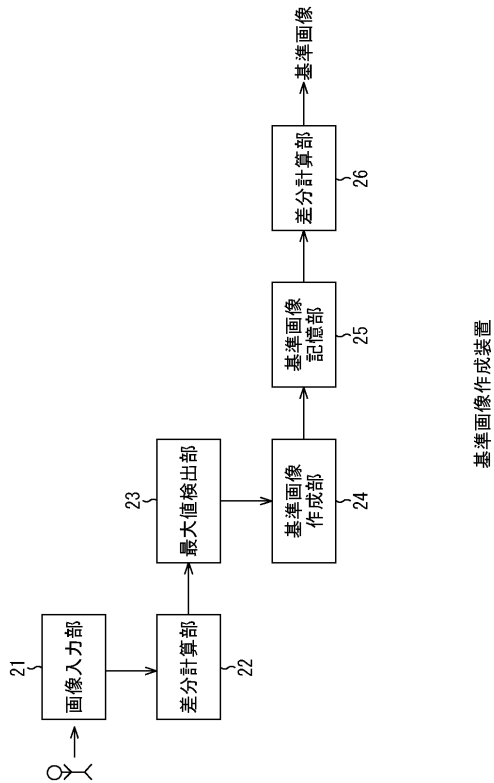 21
画像入力部
差分計算部
22
23
最大値検出部
基準画像
作成部
24
基準画像
記憶部
25
差分計算部
26
基準画像
基準画像作成装置